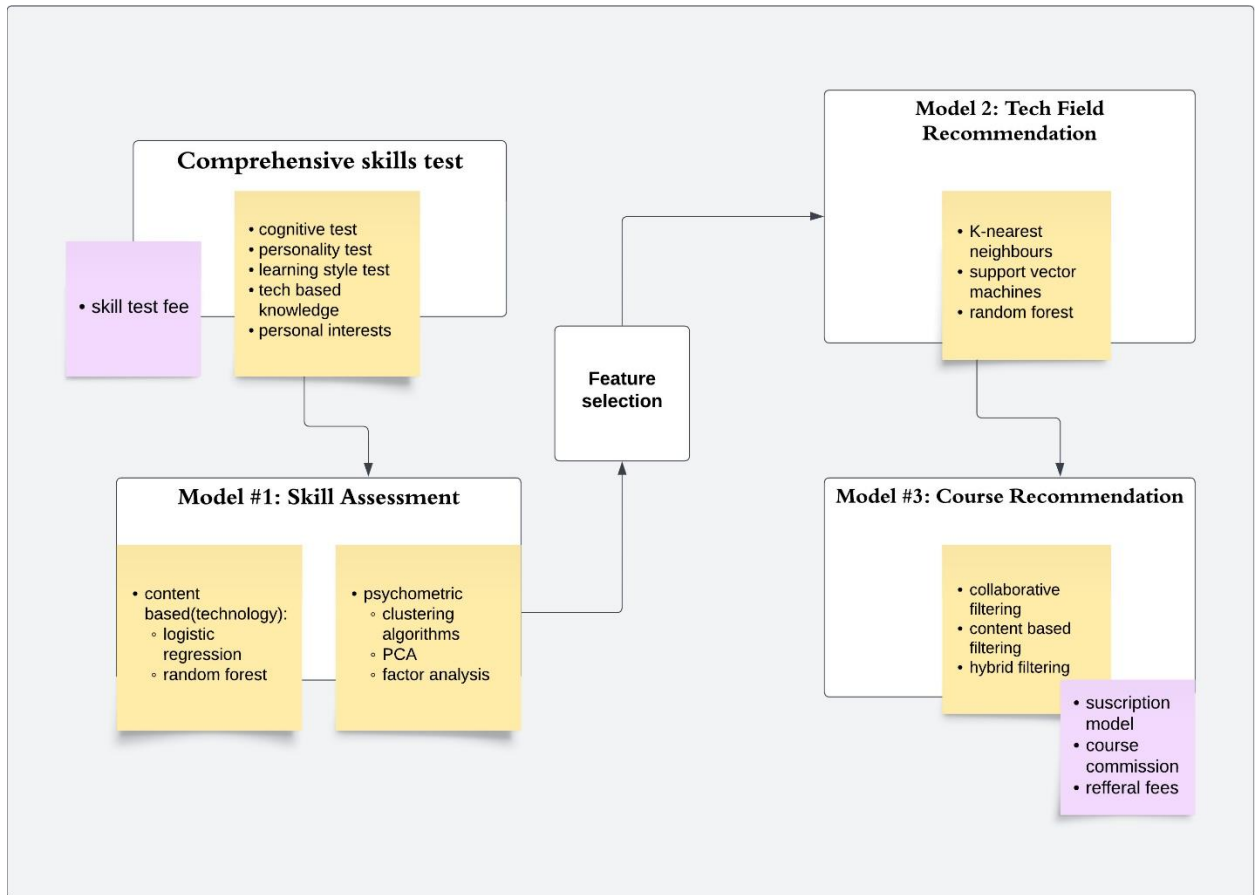 Comprehensive skills test
• cognitive test
• personality test
• learning style test
• tech based
knowledge
• personal interests
• skill test fee
Model #1: Skill Assessment
• content
based(technology):
◦ logistic
regression
◦ random forest
• psychometric
◦ clustering
algorithms
◦ PCA
◦ factor analysis
Feature
selection
Model 2: Tech Field
Recommendation
• K-nearest
neighbours
• support vector
machines
• random forest
Model #3: Course Recommendation
• collaborative
filtering
• content based
filtering
• hybrid filtering
• suscription
model
• course
commission
• refferal fees